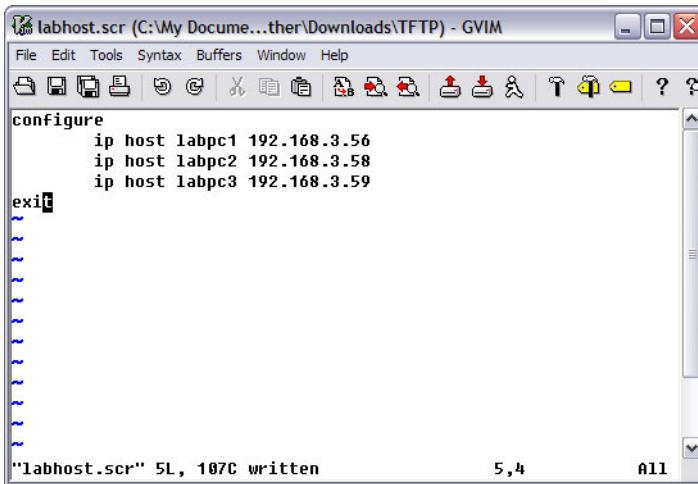 labhost.scr (C:\My Docume...ther\Downloads\TFTP) - GVIM
File Edit Tools Syntax Buffers Window Help
configure
        ip host labpc1 192.168.3.56
        ip host labpc2 192.168.3.58
        ip host labpc3 192.168.3.59
exit
~
~
~
~
~
~
~
~
~
~
~
~
"labhost.scr" 5L, 107C written 5,4 All